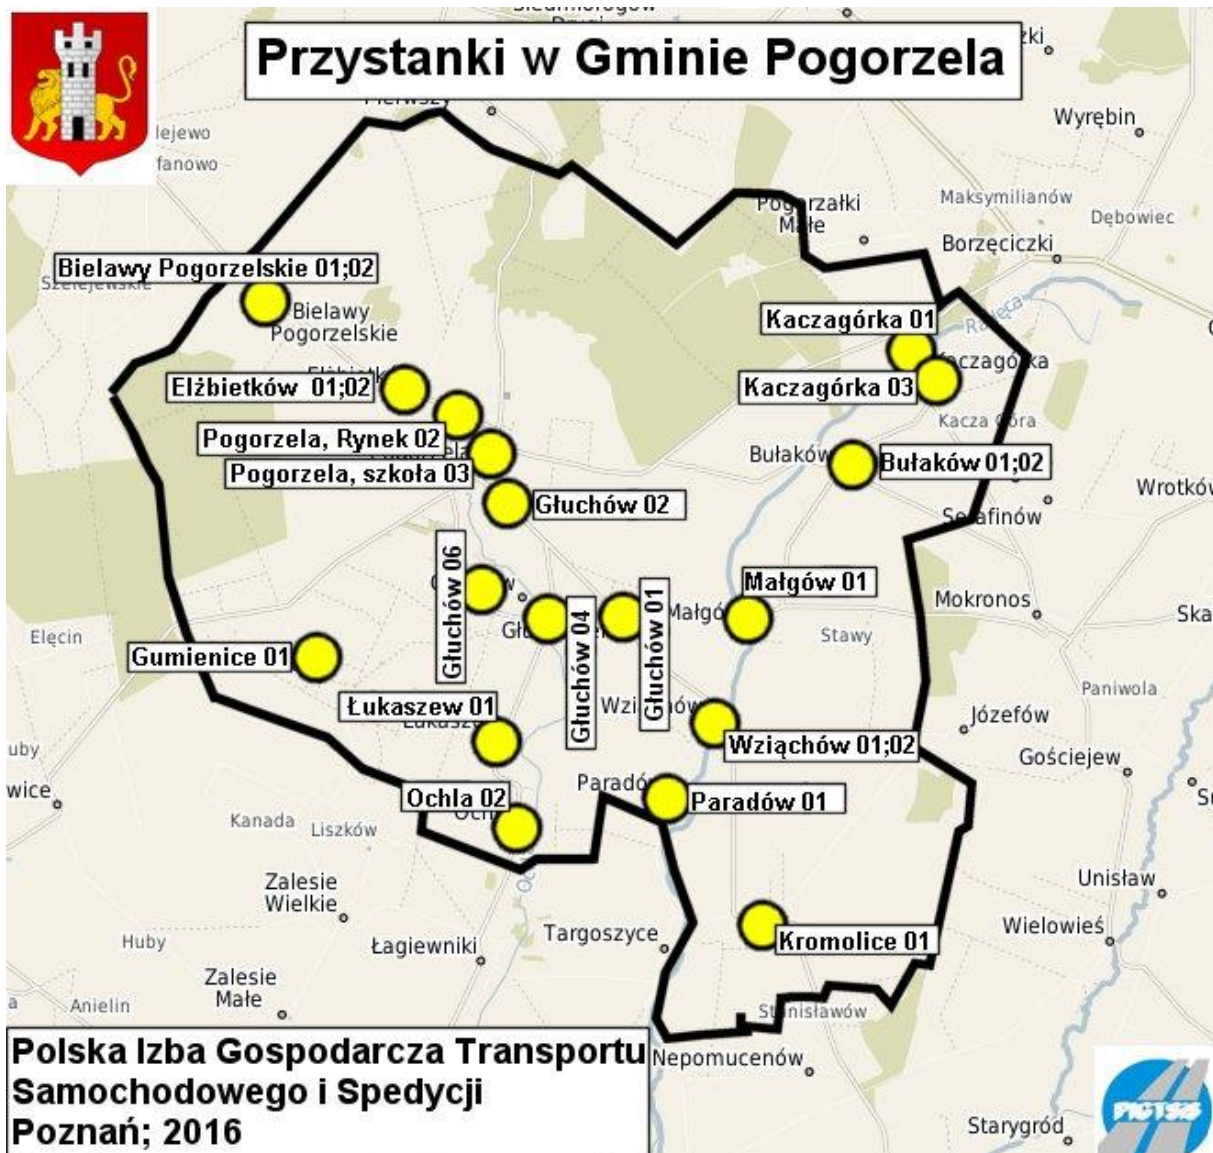 Przystanki w Gminie Pogorzela
Wyrębin
Maksymilianów
Dębowiec
Pogorzałki
Małe
Borzęciczki
Bielawy Pogorzelskie 01;02
Bielawy
Pogorzelskie
Kaczagórka 01
Kaczagórka
Elżbietków 01;02
Kaczagórka 03
Kacza Góra
Pogorzela, Rynek 02
Pogorzela, szkoła 03
Bułaków
Bułaków 01;02
Wrotków
Głuchów 02
Serafinów
Głuchów 06
Głuchów 04
Głuchów 01
Małgów 01
Mokronos
Stawy
Elęcin
Gumienice 01
Paniwola
Łukaszew 01
Józefów
Wziąchów 01;02
Gościejew
Ochla 02
Paradów 01
Kanada
Liszków
Zalesie
Wielkie
Unisław
Wielowieś
Targoszyce
Kromolice 01
Huby
Łagiewniki
Zalesie
Małe
Anielin
Stanisławów
Polska Izba Gospodarcza Transportu
Samochodowego i Spedycji
Poznań; 2016
Nepomucenów
Starygród
PIGTSiS